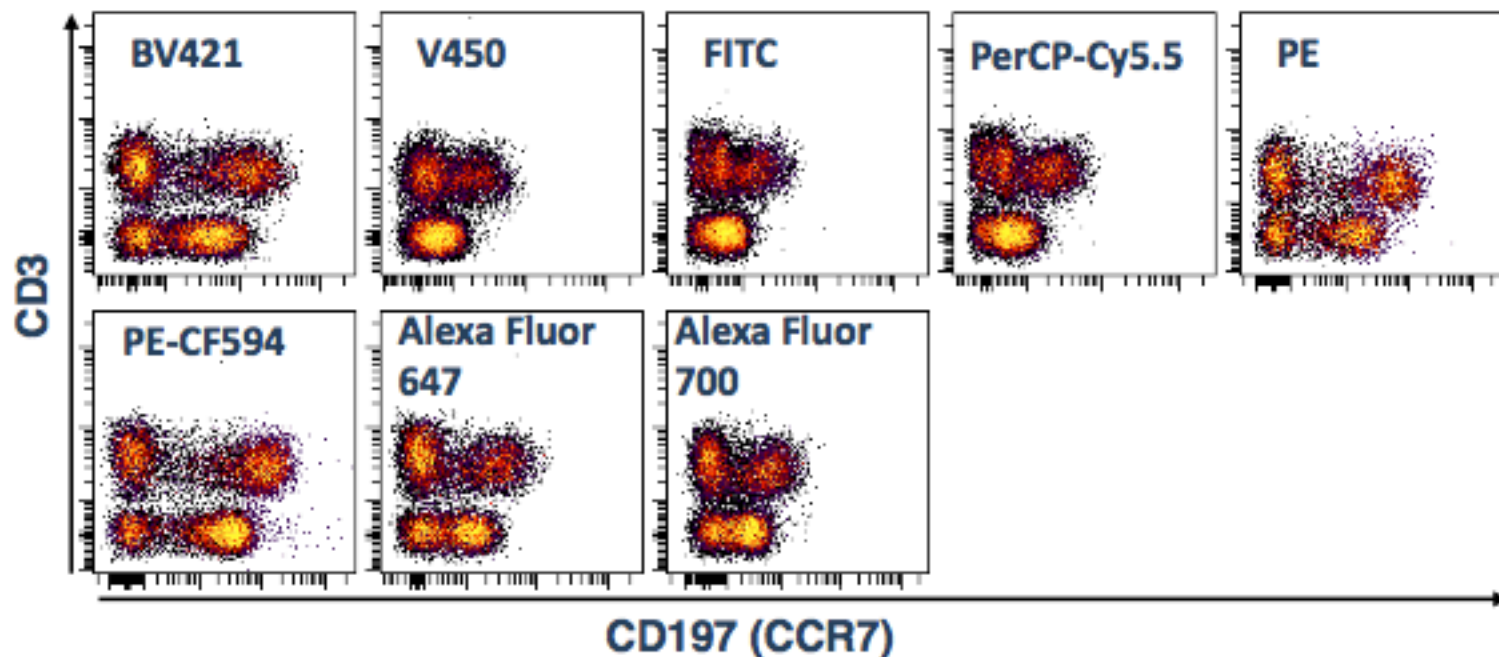 BV421
V450
FITC
PerCP-Cy5.5
PE
PE-CF594
Alexa Fluor
647
Alexa Fluor
700
CD3
CD197 (CCR7)